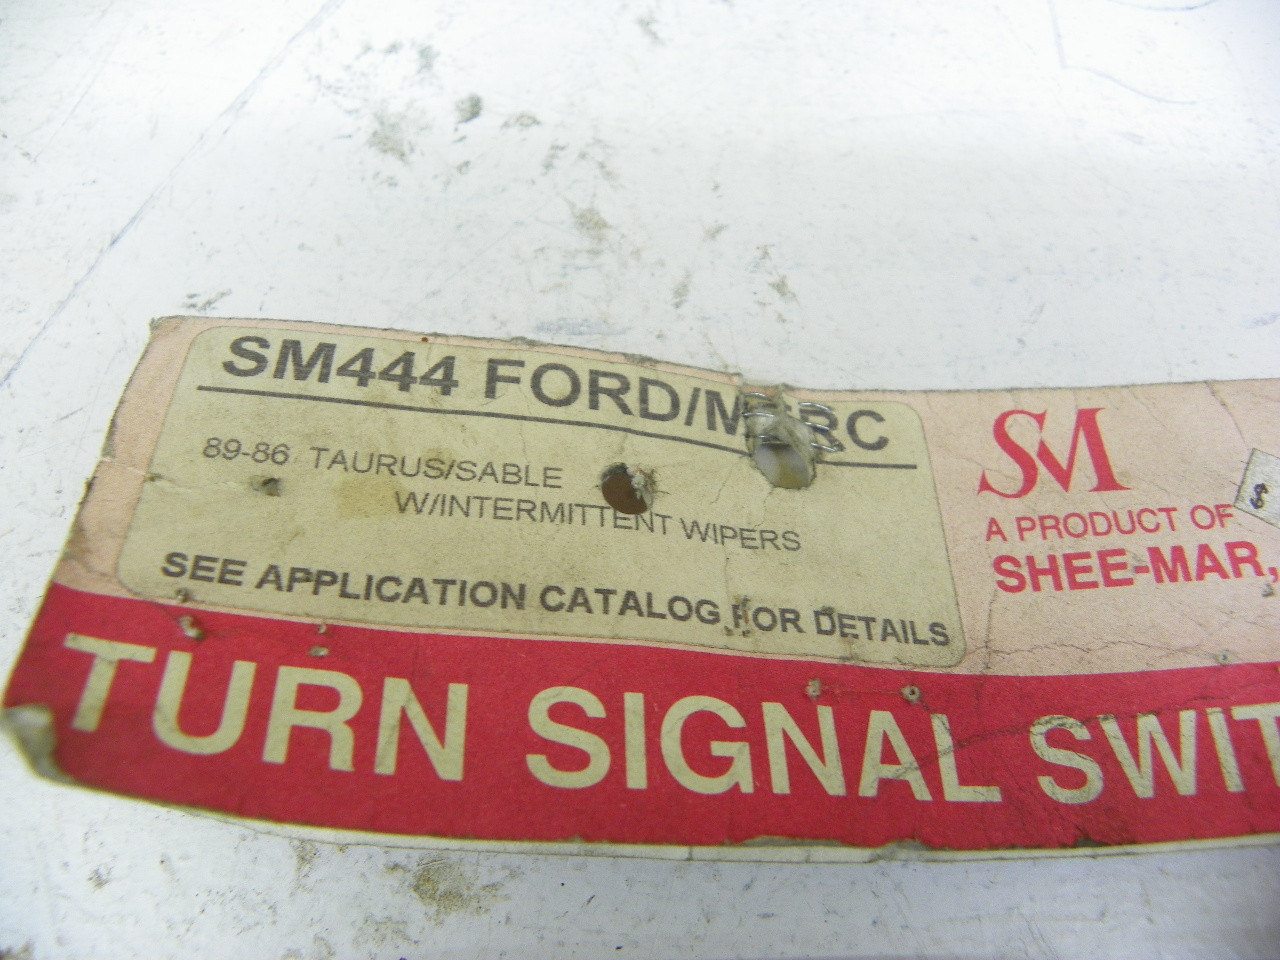 SM444 FORD/MERC
89-86 TAURUS/SABLE
W/INTERMITTENT WIPERS
SEE APPLICATION CATALOG FOR DETAILS
SM
A PRODUCT OF
SHEE-MAR,
$
TURN SIGNAL SWIT